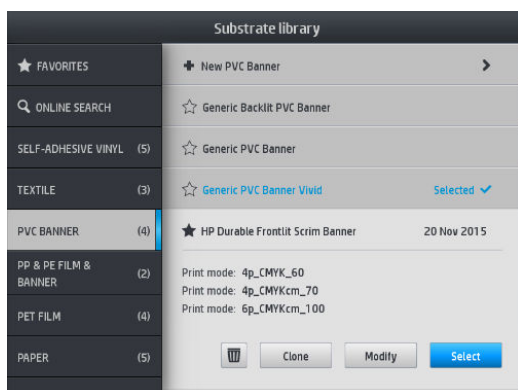 Substrate library
FAVORITES
ONLINE SEARCH
SELF-ADHESIVE VINYL (5)
TEXTILE (3)
PVC BANNER (4)
PP & PE FILM &
BANNER (2)
PET FILM (4)
PAPER (5)
New PVC Banner
Generic Backlit PVC Banner
Generic PVC Banner
Generic PVC Banner Vivid Selected
HP Durable Frontlit Scrim Banner 20 Nov 2015
Print mode: 4p_CMYK_60
Print mode: 4p_CMYKcm_70
Print mode: 6p_CMYKcm_100
Clone Modify Select